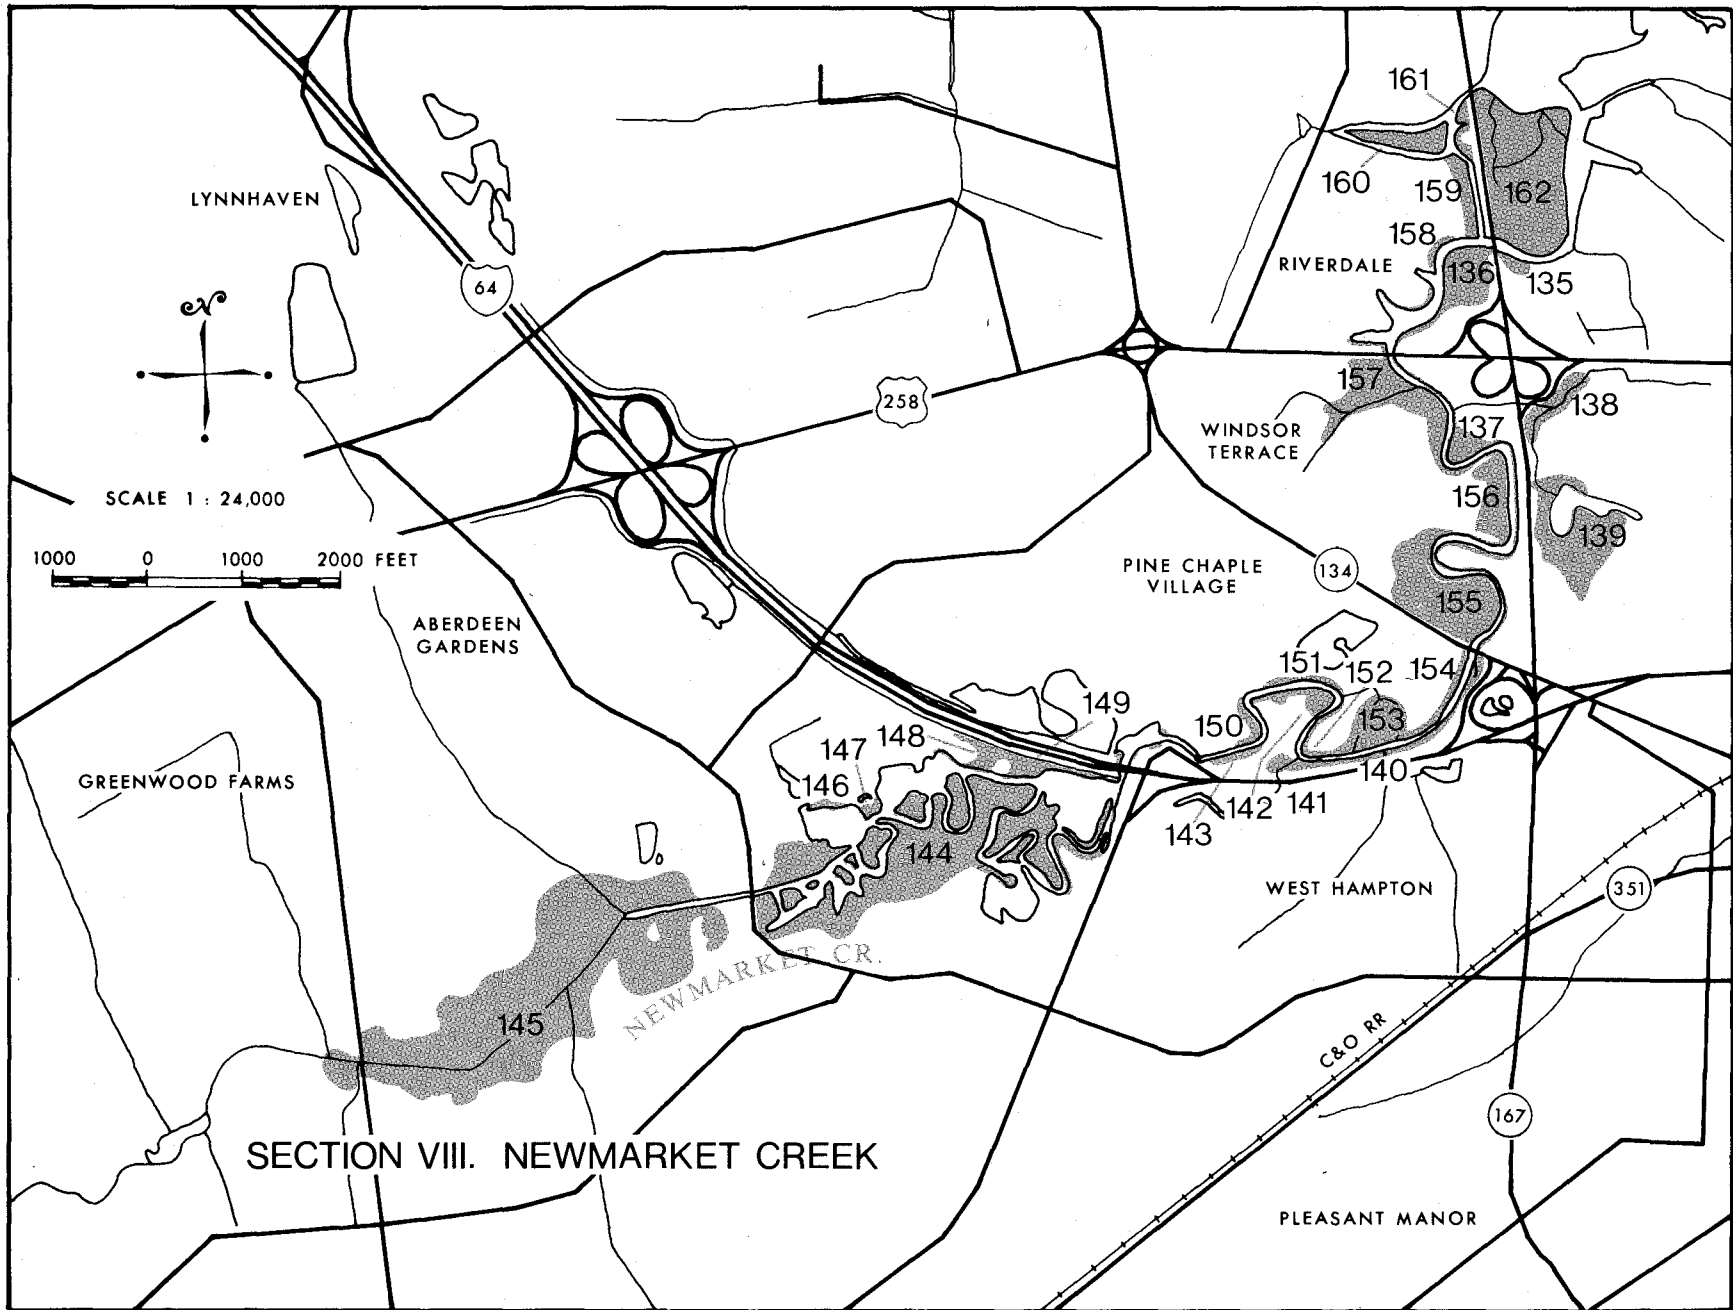 161
LYNNHAVEN
160
159
162
158
RIVERDALE
136
135
N
64
157
258
138
WINDSOR
TERRACE
137
SCALE 1 : 24,000
156
139
1000 0 1000 2000 FEET
PINE CHAPLE
VILLAGE
134
155
ABERDEEN
GARDENS
151
152
154
149
150
153
148
147
146
140
GREENWOOD FARMS
142
141
143
144
WEST HAMPTON
351
NEWMARKET CR.
145
C&O RR
167
SECTION VIII. NEWMARKET CREEK
PLEASANT MANOR